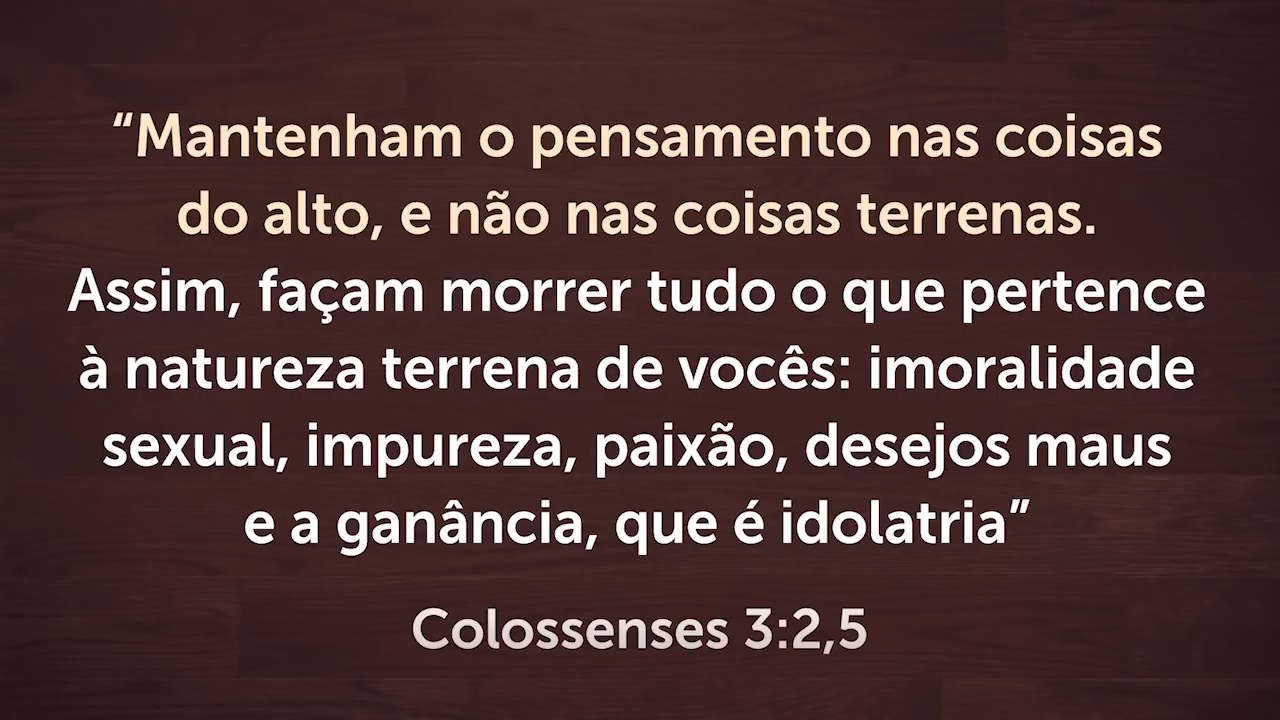 “Mantenham o pensamento nas coisas
do alto, e não nas coisas terrenas.
Assim, façam morrer tudo o que pertence
à natureza terrena de vocês: imoralidade
sexual, impureza, paixão, desejos maus
e a ganância, que é idolatria”
Colossenses 3:2,5